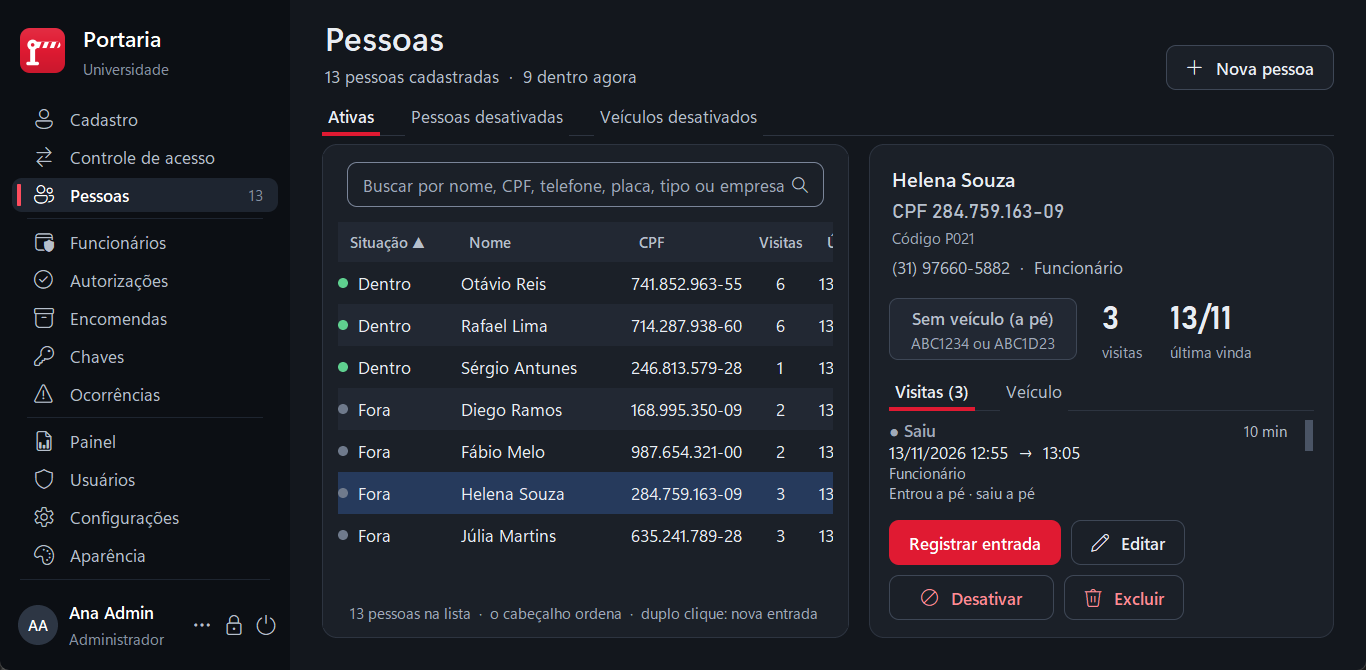 Portaria
Universidade
Cadastro
Controle de acesso
Pessoas 13
Funcionários
Autorizações
Encomendas
Chaves
Ocorrências
Painel
Usuários
Configurações
Aparência
AA
Ana Admin
Administrador
Pessoas
13 pessoas cadastradas · 9 dentro agora
+ Nova pessoa
Ativas Pessoas desativadas Veículos desativados
Buscar por nome, CPF, telefone, placa, tipo ou empresa
Situação ▲ Nome CPF Visitas
Dentro Otávio Reis 741.852.963-55 6 13
Dentro Rafael Lima 714.287.938-60 6 13
Dentro Sérgio Antunes 246.813.579-28 1 13
Fora Diego Ramos 168.995.350-09 2 13
Fora Fábio Melo 987.654.321-00 2 13
Fora Helena Souza 284.759.163-09 3 13
Fora Júlia Martins 635.241.789-28 3 13
13 pessoas na lista · o cabeçalho ordena · duplo clique: nova entrada
Helena Souza
CPF 284.759.163-09
Código P021
(31) 97660-5882 · Funcionário
Sem veículo (a pé)
ABC1234 ou ABC1D23
3
visitas
13/11
última vinda
Visitas (3) Veículo
● Saiu 10 min
13/11/2026 12:55 → 13:05
Funcionário
Entrou a pé · saiu a pé
Registrar entrada
Editar
Desativar
Excluir